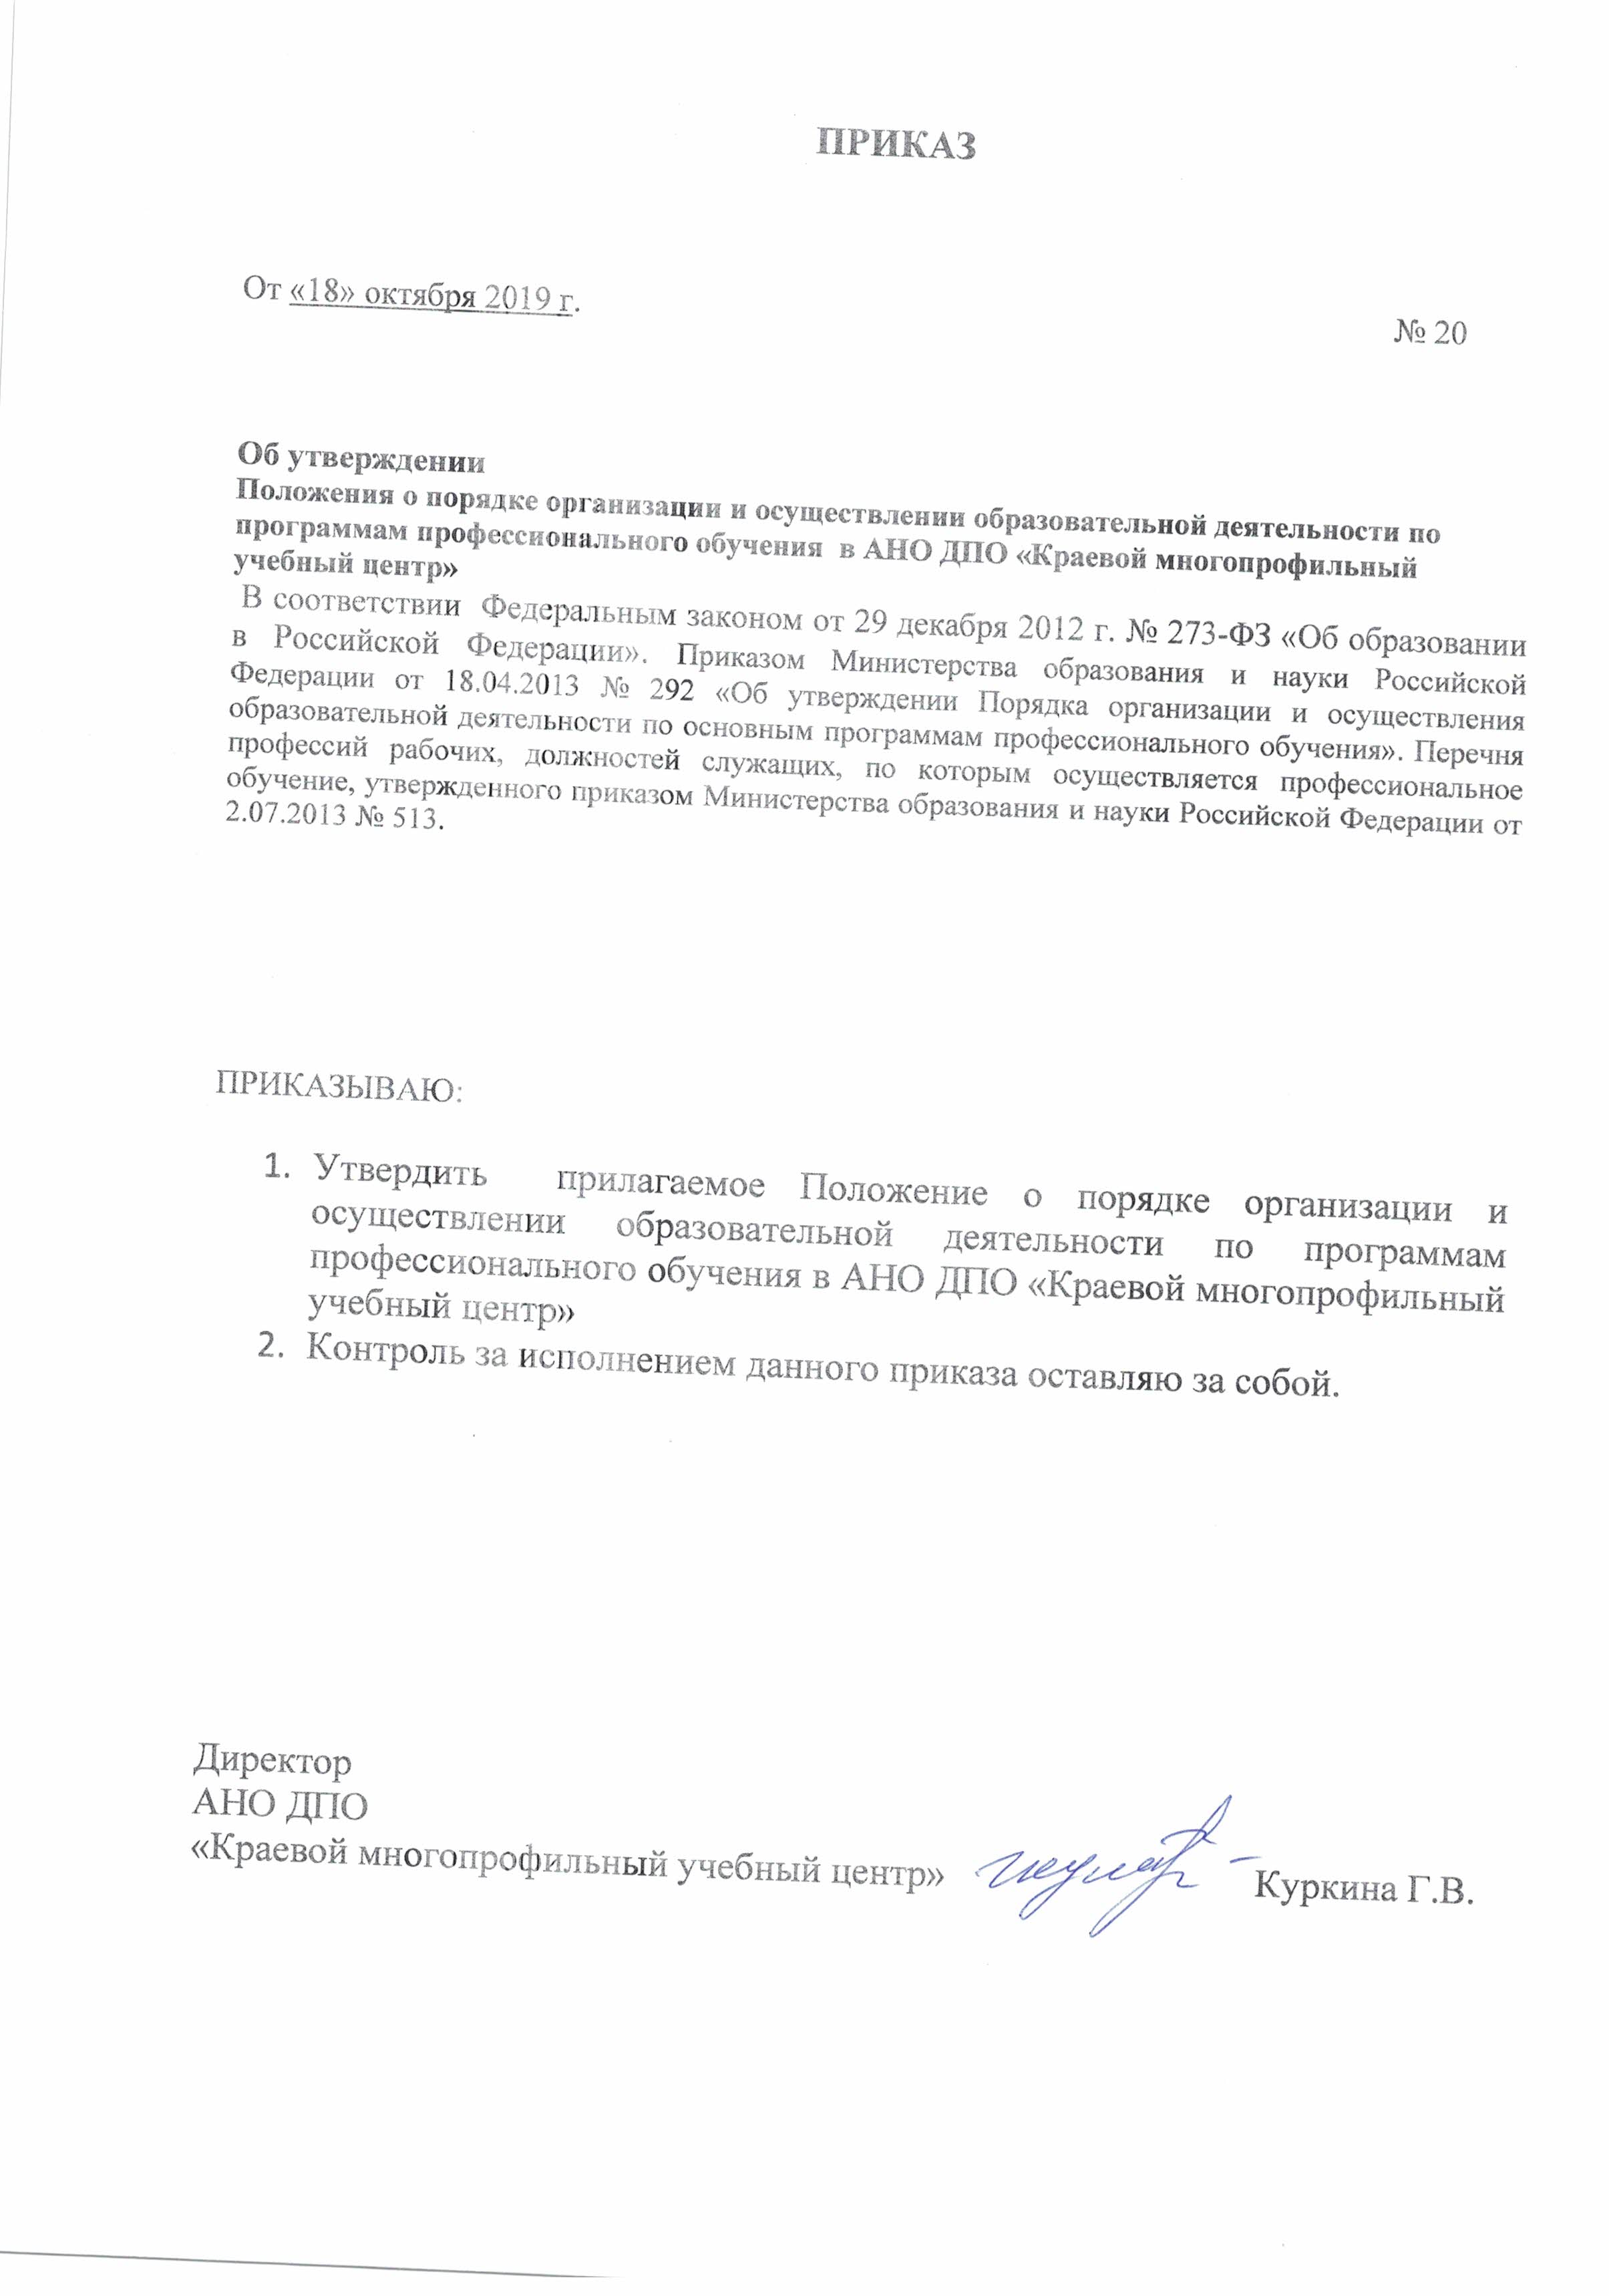 ПРИКАЗ
От «18» октября 2019 г.
№ 20
Об утверждении
Положения о порядке организации и осуществлении образовательной деятельности по
программам профессионального обучения в АНО ДПО «Краевой многопрофильный
учебный центр»
В соответствии Федеральным законом от 29 декабря 2012 г. № 273-ФЗ «Об образовании
в Российской Федерации». Приказом Министерства образования и науки Российской
Федерации от 18.04.2013 № 292 «Об утверждении Порядка организации и осуществления
образовательной деятельности по основным программам профессионального обучения». Перечня
профессий рабочих, должностей служащих, по которым осуществляется профессиональное
обучение, утвержденного приказом Министерства образования и науки Российской Федерации от
2.07.2013 № 513.
ПРИКАЗЫВАЮ:
1. Утвердить прилагаемое Положение о порядке организации и
осуществлении образовательной деятельности по программам
профессионального обучения в АНО ДПО «Краевой многопрофильный
учебный центр»
2. Контроль за исполнением данного приказа оставляю за собой.
Директор
АНО ДПО
«Краевой многопрофильный учебный центр» Куркина Г.В.